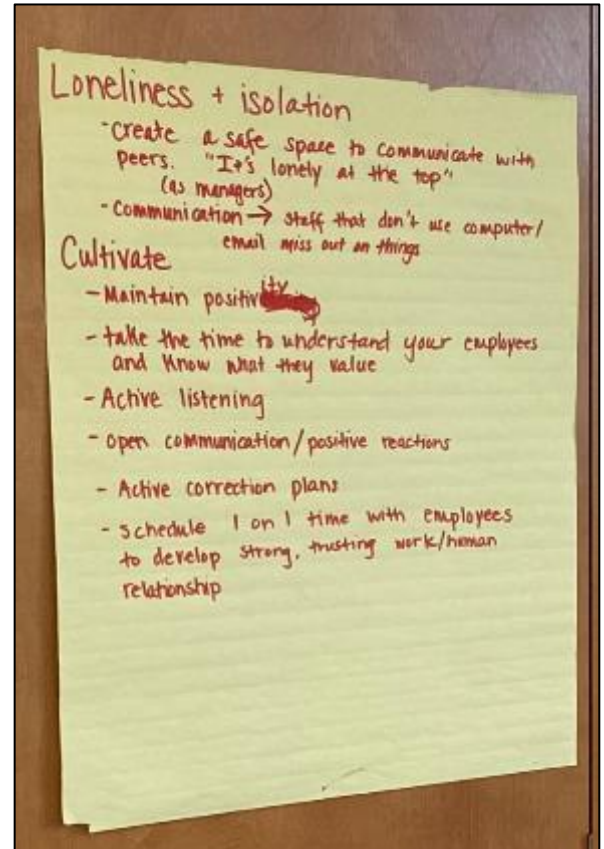 Loneliness + isolation
- Create a safe space to communicate with
peers. "It's lonely at the top"
(as managers)
- Communication → staff that don't use computer/
email miss out on things
Cultivate
- Maintain positivity
- take the time to understand your employees
and know what they value
- Active listening
- open communication/positive reactions
- Active correction plans
- schedule 1 on 1 time with employees
to develop strong, trusting work/human
relationship